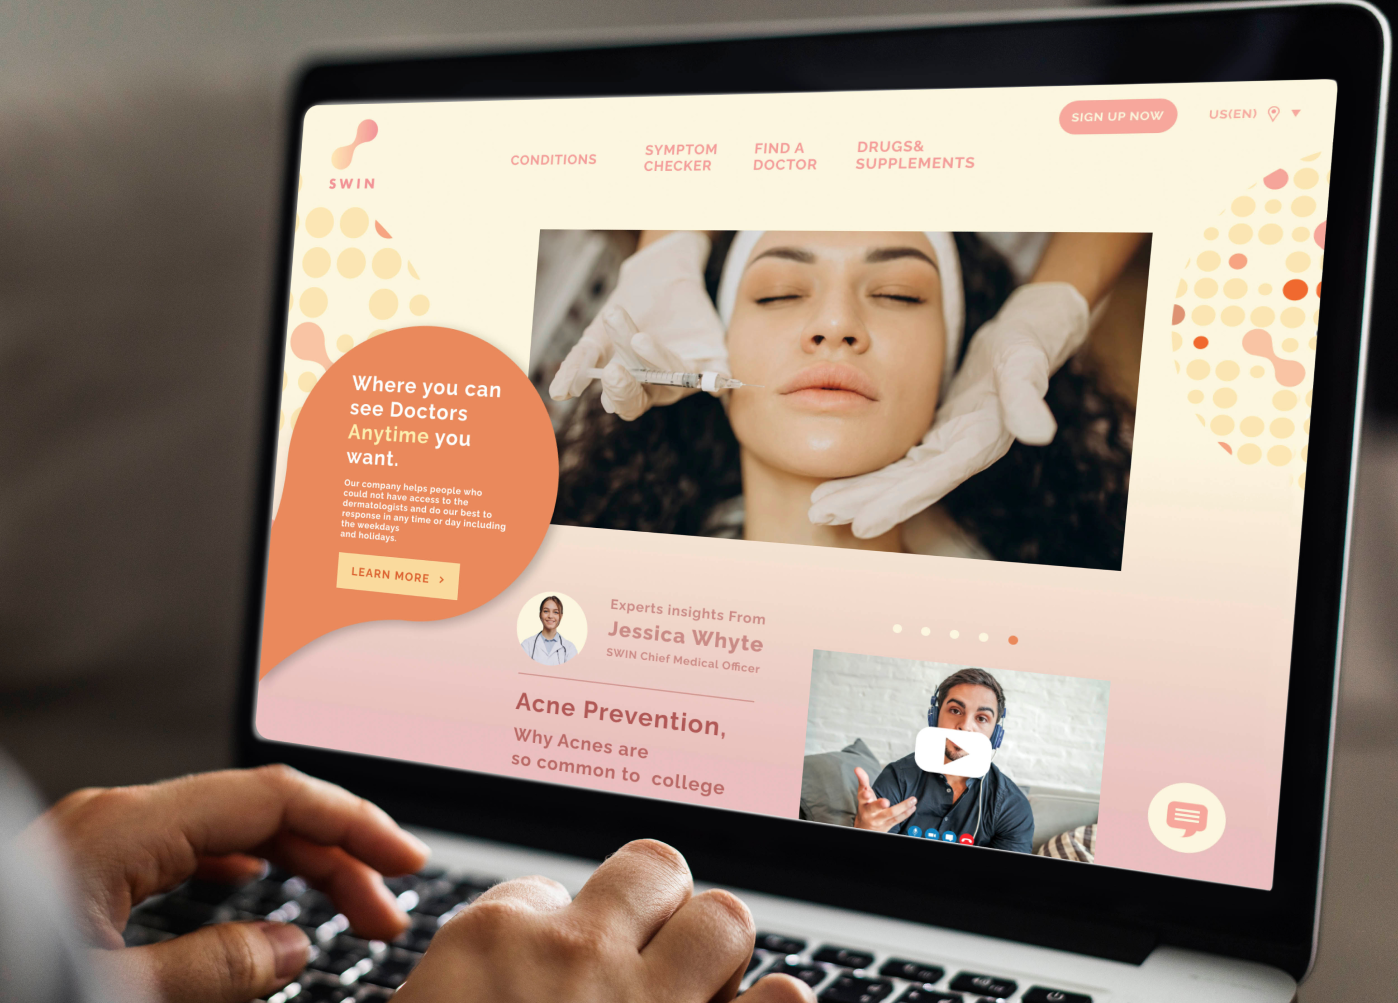 SWIN
CONDITIONS
SYMPTOM
CHECKER
FIND A
DOCTOR
DRUGS&
SUPPLEMENTS
SIGN UP NOW
US(EN)
Where you can
see Doctors
Anytime you
want.
Our company helps people who
could not have access to the
dermatologists and do our best to
response in any time or day including
the weekdays
and holidays.
LEARN MORE >
Experts insights From
Jessica Whyte
SWIN Chief Medical Officer
Acne Prevention,
Why Acnes are
so common to college